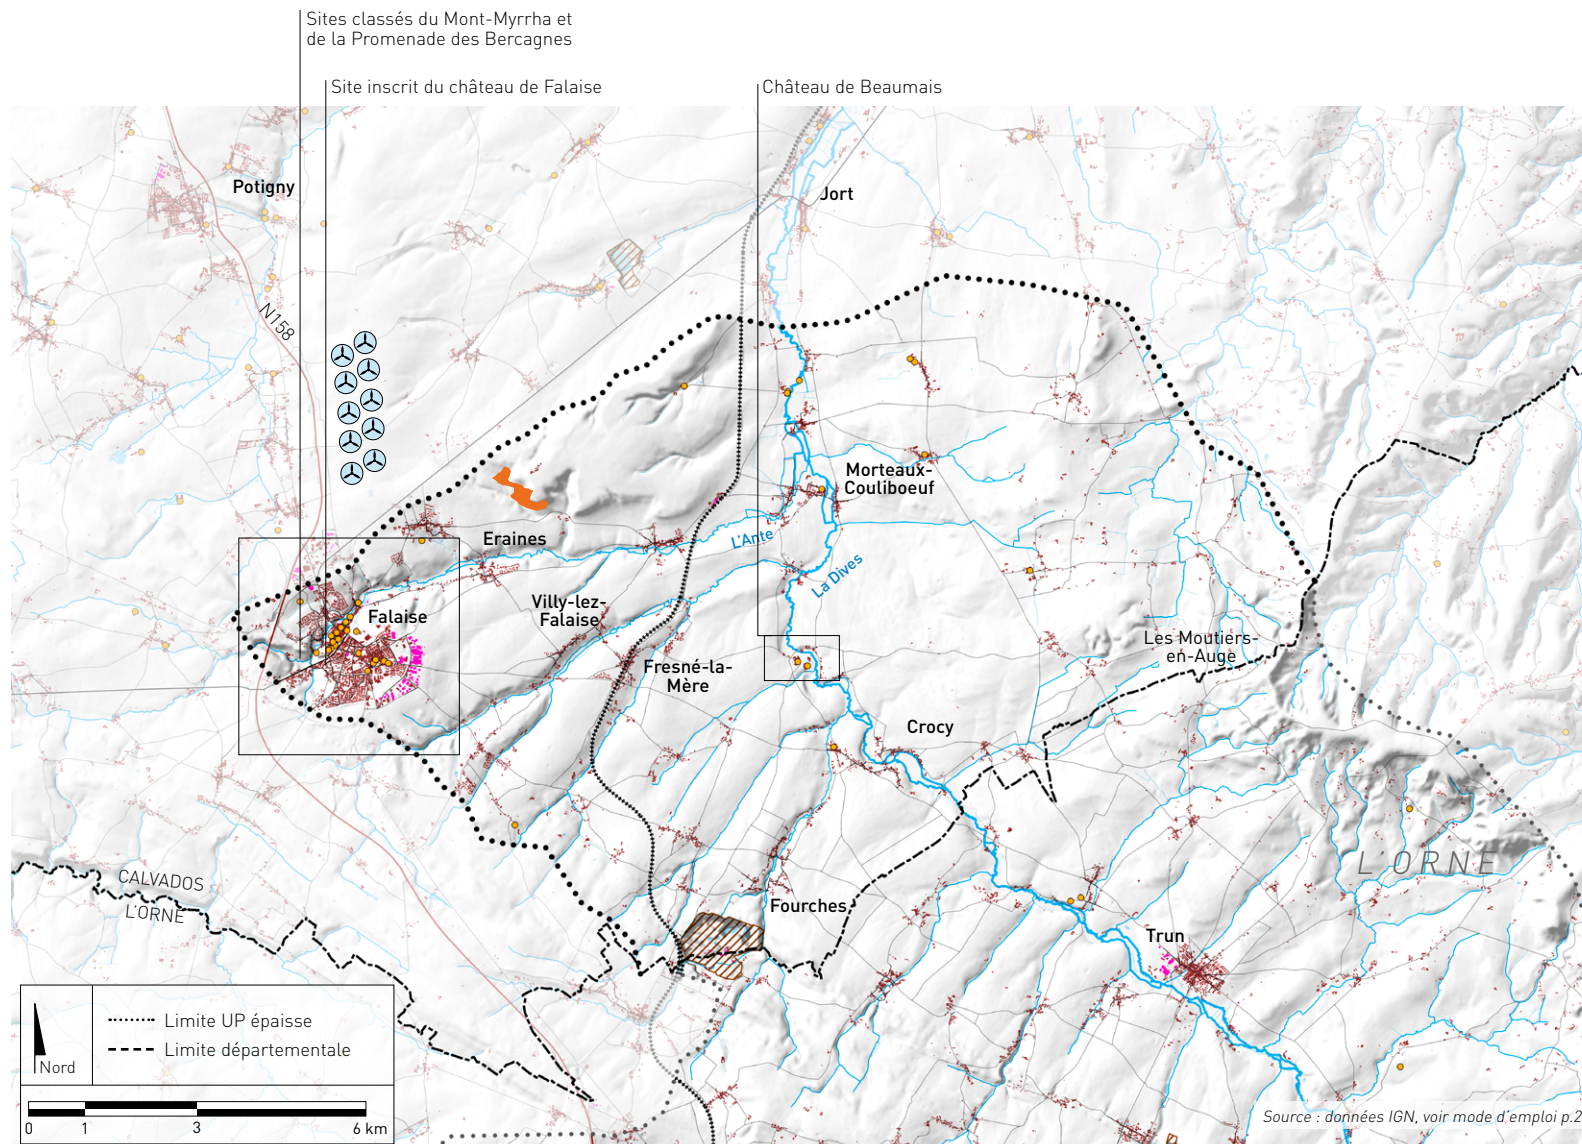 Sites classés du Mont-Myrrha et
de la Promenade des Bercagnes
Site inscrit du château de Falaise
Château de Beaumais
Potigny
Jort
N158
Morteaux-
Couliboeuf
Eraines
L'Ante
La Dives
Villy-lez-
Falaise
Falaise
Les Moutiers-
en-Auge
Fresné-la-
Mère
Crocy
L'ORNE
CALVADOS
L'ORNE
Fourches
Trun
Limite UP épaisse
Limite départementale
Nord
0 1 3 6 km
Source : données IGN, voir mode d'emploi p.2